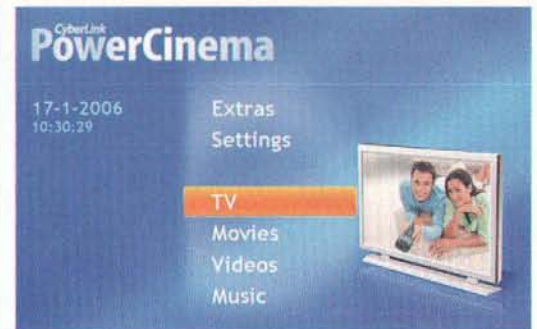 CyberLink
PowerCinema
17-1-2006
10:30:29
Extras
Settings
TV
Movies
Videos
Music